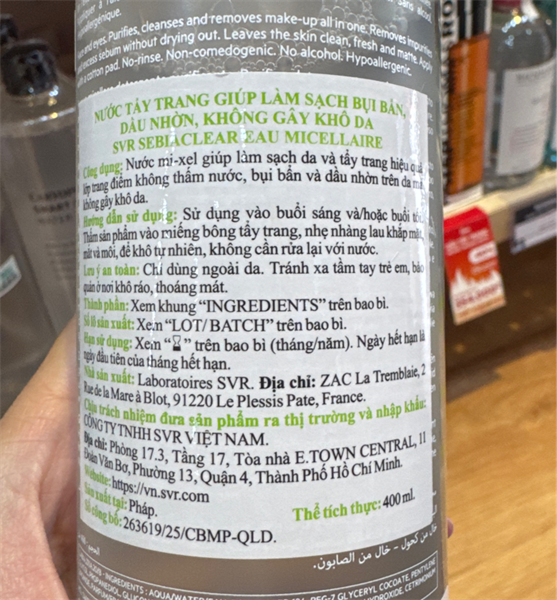 and eyes. Purifies, cleanses and removes make-up all in one. Removes impurities
excess sebum without drying out. Leaves the skin clean, fresh and matte. Apply
a cotton pad. No-rinse. Non-comedogenic. No alcohol. Hypoallergenic.
NƯỚC TẨY TRANG GIÚP LÀM SẠCH BỤI BẨN,
DẦU NHỜN, KHÔNG GÂY KHÔ DA
SVR SEBIACLEAR EAU MICELLAIRE
Công dụng: Nước mi-xel giúp làm sạch da và tẩy trang hiệu quả
lớp trang điểm không thấm nước, bụi bẩn và dầu nhờn trên da mà
không gây khô da.
Hướng dẫn sử dụng: Sử dụng vào buổi sáng và/hoặc buổi tối.
Thấm sản phẩm vào miếng bông tẩy trang, nhẹ nhàng lau khắp mặt,
mắt và môi, để khô tự nhiên, không cần rửa lại với nước.
Lưu ý an toàn: Chỉ dùng ngoài da. Tránh xa tầm tay trẻ em, bảo
quản ở nơi khô ráo, thoáng mát.
Thành phần: Xem khung “INGREDIENTS” trên bao bì.
Số lô sản xuất: Xem “LOT/ BATCH” trên bao bì.
Hạn sử dụng: Xem “⌛” trên bao bì (tháng/năm). Ngày hết hạn là
ngày đầu tiên của tháng hết hạn.
Nhà sản xuất: Laboratoires SVR. Địa chỉ: ZAC La Tremblaie, 2
Rue de la Mare à Blot, 91220 Le Plessis Pate, France.
Chịu trách nhiệm đưa sản phẩm ra thị trường và nhập khẩu:
CÔNG TY TNHH SVR VIỆT NAM.
Địa chỉ: Phòng 17.3, Tầng 17, Tòa nhà E.TOWN CENTRAL, 11
Đoàn Văn Bơ, Phường 13, Quận 4, Thành Phố Hồ Chí Minh.
Website: https://vn.svr.com
Sản xuất tại: Pháp.
Thể tích thực: 400 ml.
Số công bố: 263619/25/CBMP-QLD.
من كحول – خال من الصابون.
INGREDIENTS : PEG-7 GLYCERYL COCOATE, PENTYLENE